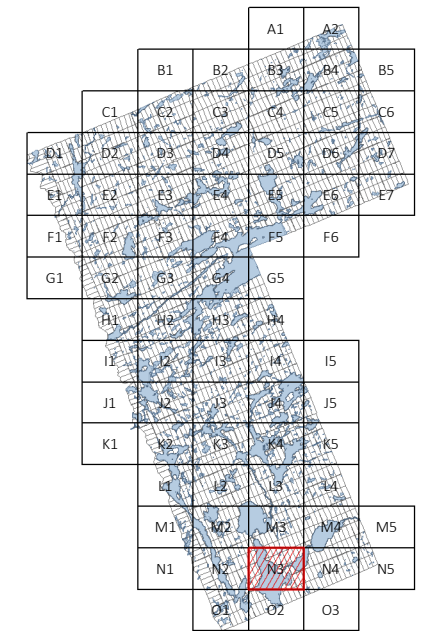 A1 A2
B1 B2 B3 B4 B5
C1 C2 C3 C4 C5 C6
D1 D2 D3 D4 D5 D6 D7
E1 E2 E3 E4 E5 E6 E7
F1 F2 F3 F4 F5 F6
G1 G2 G3 G4 G5
H1 H2 H3 H4
I1 I2 I3 I4 I5
J1 J2 J3 J4 J5
K1 K2 K3 K4 K5
L1 L2 L3 L4
M1 M2 M3 M4 M5
N1 N2 N3 N4 N5
O1 O2 O3